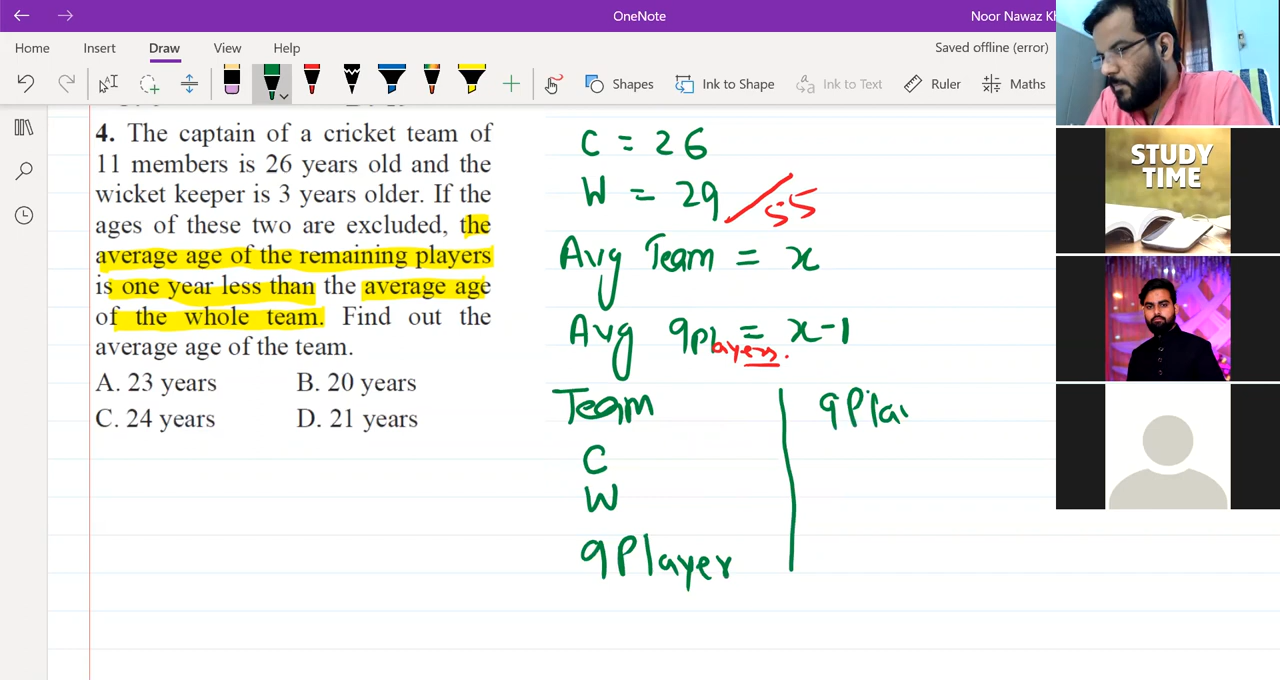 OneNote
Noor Nawaz Kh
Home Insert Draw View Help
Saved offline (error)
Shapes Ink to Shape Ink to Text Ruler Maths
4. The captain of a cricket team of
11 members is 26 years old and the
wicket keeper is 3 years older. If the
ages of these two are excluded, the
average age of the remaining players
is one year less than the average age
of the whole team. Find out the
average age of the team.
A. 23 years B. 20 years
C. 24 years D. 21 years
C = 26
W = 29 55
Avg Team = x
Avg 9players. = x-1
Team 9Pla
C
W
9Player
STUDY
TIME